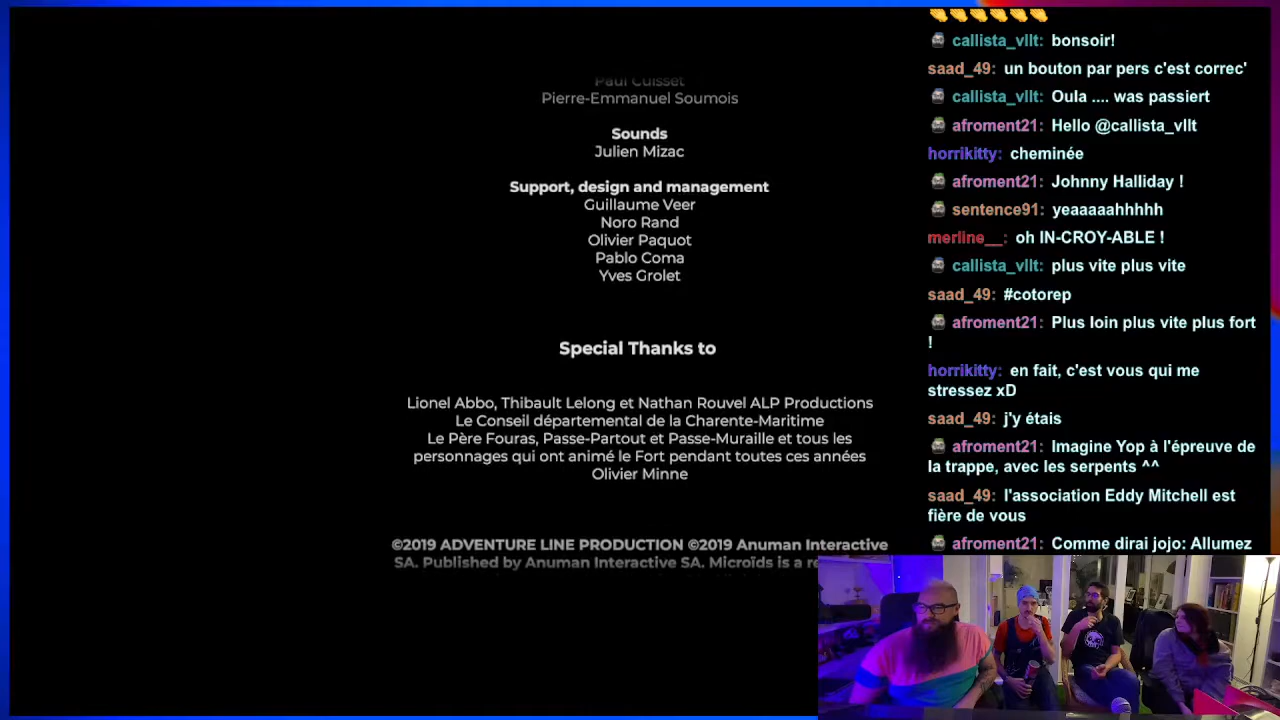 Paul Cuisset
Pierre-Emmanuel Soumois
Sounds
Julien Mizac
Support, design and management
Guillaume Veer
Noro Rand
Olivier Paquot
Pablo Coma
Yves Grolet
Special Thanks to
Lionel Abbo, Thibault Lelong et Nathan Rouvel ALP Productions
Le Conseil départemental de la Charente-Maritime
Le Père Fouras, Passe-Partout et Passe-Muraille et tous les
personnages qui ont animé le Fort pendant toutes ces années
Olivier Minne
©2019 ADVENTURE LINE PRODUCTION ©2019 Anuman Interactive
SA. Published by Anuman Interactive SA. Microïds is a
👏👏👏👏👏👏
callista_vllt: bonsoir!
saad_49: un bouton par pers c'est correc'
callista_vllt: Oula .... was passiert
afroment21: Hello @callista_vllt
horrikitty: cheminée
afroment21: Johnny Halliday !
sentence91: yeaaaaahhhhh
merline__: oh IN-CROY-ABLE !
callista_vllt: plus vite plus vite
saad_49: #cotorep
afroment21: Plus loin plus vite plus fort
!
horrikitty: en fait, c'est vous qui me
stressez xD
saad_49: j'y étais
afroment21: Imagine Yop à l'épreuve de
la trappe, avec les serpents ^^
saad_49: l'association Eddy Mitchell est
fière de vous
afroment21: Comme dirai jojo: Allumez